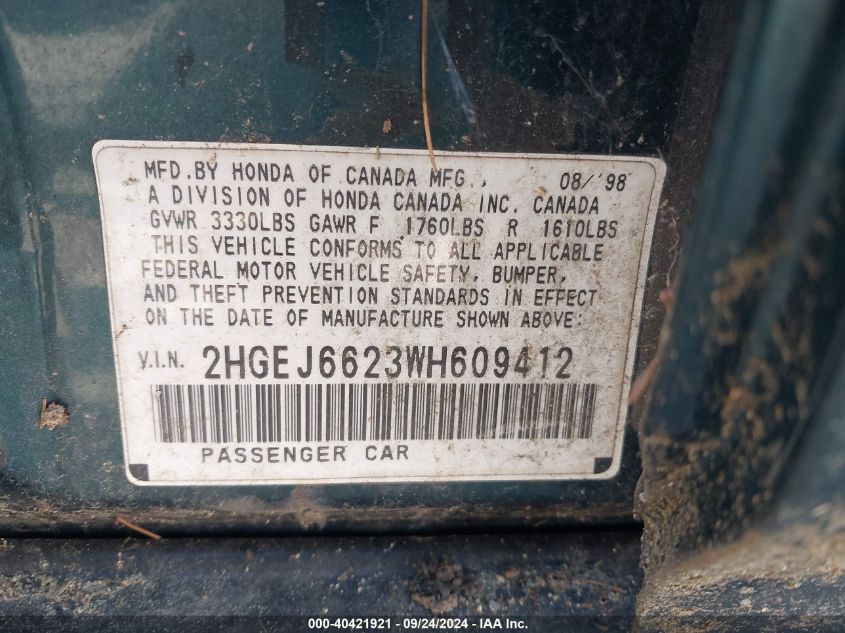 MFD.BY HONDA OF CANADA MFG., 08/'98
A DIVISION OF HONDA CANADA INC. CANADA
GVWR 3330LBS GAWR F 1760LBS R 1610LBS
THIS VEHICLE CONFORMS TO ALL APPLICABLE
FEDERAL MOTOR VEHICLE SAFETY, BUMPER,
AND THEFT PREVENTION STANDARDS IN EFFECT
ON THE DATE OF MANUFACTURE SHOWN ABOVE:
V.I.N. 2HGEJ6623WH609412
PASSENGER CAR
000-40421921 - 09/24/2024 - IAA Inc.